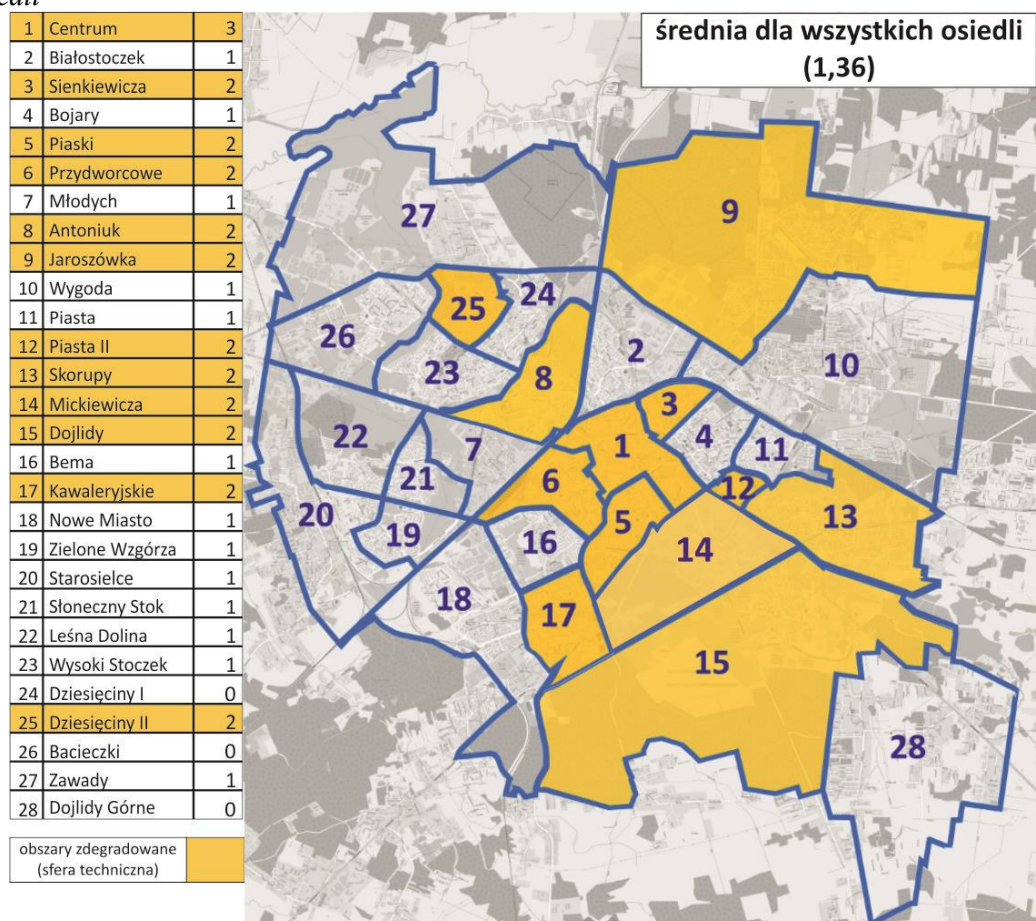 średnia dla wszystkich osiedli
(1,36)
1 Centrum 3
2 Białostoczek 1
3 Sienkiewicza 2
4 Bojary 1
5 Piaski 2
6 Przydworcowe 2
7 Młodych 1
8 Antoniuk 2
9 Jaroszówka 2
10 Wygoda 1
11 Piasta 1
12 Piasta II 2
13 Skorupy 2
14 Mickiewicza 2
15 Dojlidy 2
16 Bema 1
17 Kawaleryjskie 2
18 Nowe Miasto 1
19 Zielone Wzgórza 1
20 Starosielce 1
21 Słoneczny Stok 1
22 Leśna Dolina 1
23 Wysoki Stoczek 1
24 Dziesięciny I 0
25 Dziesięciny II 2
26 Bacieczki 0
27 Zawady 1
28 Dojlidy Górne 0
obszary zdegradowane
(sfera techniczna)
27
9
25
24
26
23
8
2
10
3
22
7
1
4
11
21
6
12
20
19
5
13
16
14
18
17
15
28